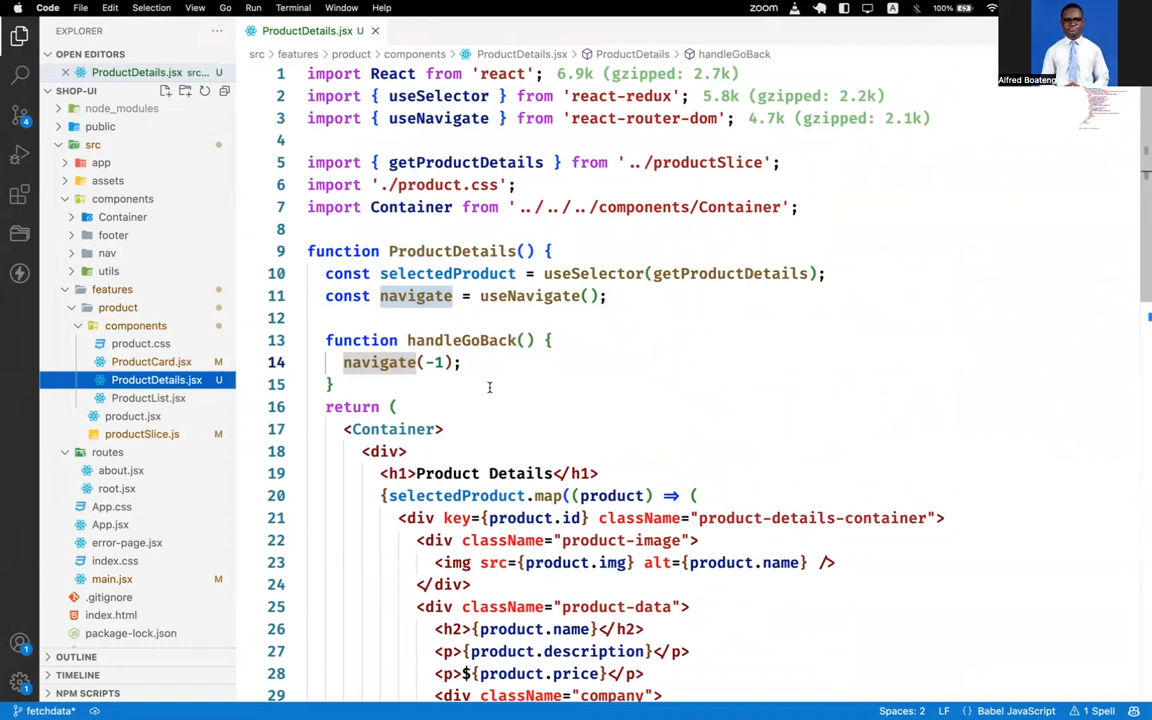 Code File Edit Selection View Go Run Terminal Window Help
zoom A 100%
Alfred Boateng
EXPLORER
OPEN EDITORS
ProductDetails.jsx src... U
SHOP-UI
node_modules
public
src
app
assets
components
Container
footer
nav
utils
features
product
components
product.css
ProductCard.jsx M
ProductDetails.jsx U
ProductList.jsx
product.jsx
productSlice.js M
routes
about.jsx
root.jsx
App.css
App.jsx
error-page.jsx
index.css
main.jsx M
.gitignore
index.html
package-lock.json
OUTLINE
TIMELINE
NPM SCRIPTS
4
1
1
ProductDetails.jsx U
src > features > product > components > ProductDetails.jsx > ProductDetails > handleGoBack
1 import React from 'react'; 6.9k (gzipped: 2.7k)
2 import { useSelector } from 'react-redux'; 5.8k (gzipped: 2.2k)
3 import { useNavigate } from 'react-router-dom'; 4.7k (gzipped: 2.1k)
4
5 import { getProductDetails } from '../productSlice';
6 import './product.css';
7 import Container from '../../../components/Container';
8
9 function ProductDetails() {
10 const selectedProduct = useSelector(getProductDetails);
11 const navigate = useNavigate();
12
13 function handleGoBack() {
14 navigate(-1);
15 }
16 return (
17 <Container>
18 <div>
19 <h1>Product Details</h1>
20 {selectedProduct.map((product) => (
21 <div key={product.id} className="product-details-container">
22 <div className="product-image">
23 <img src={product.img} alt={product.name} />
24 </div>
25 <div className="product-data">
26 <h2>{product.name}</h2>
27 <p>{product.description}</p>
28 <p>${product.price}</p>
29 <div className="company">
fetchdata* Spaces: 2 LF {} Babel JavaScript 1 Spell